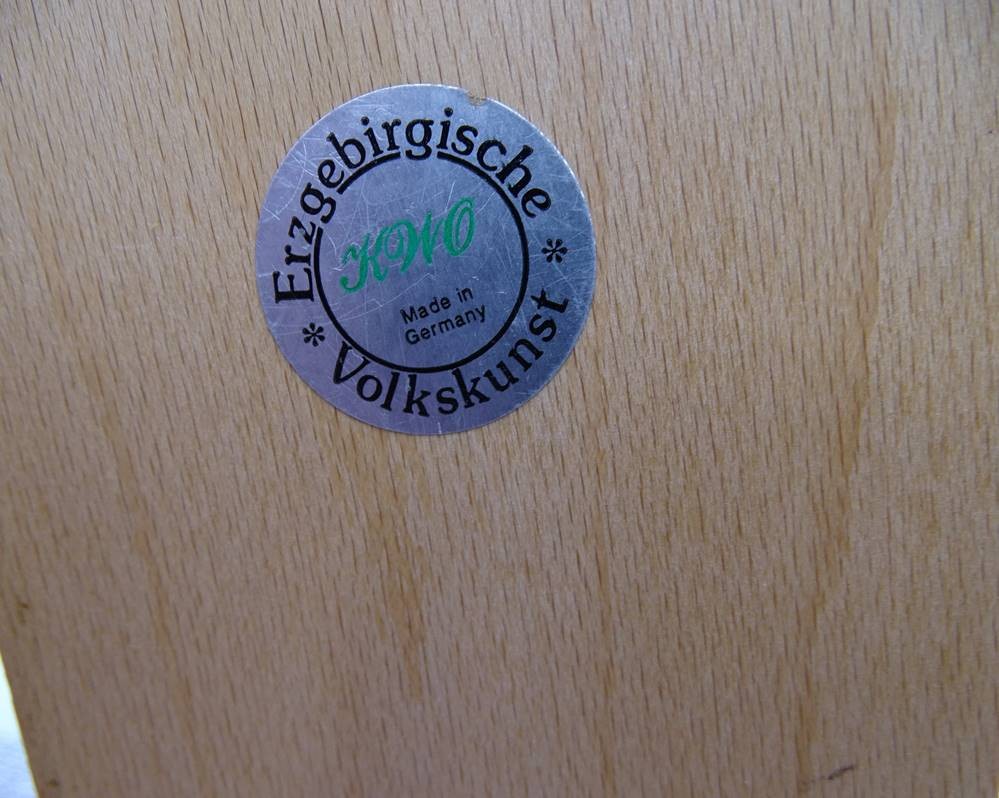 Erzgebirgische
KWO
Made in
Germany
* Volkskunst *